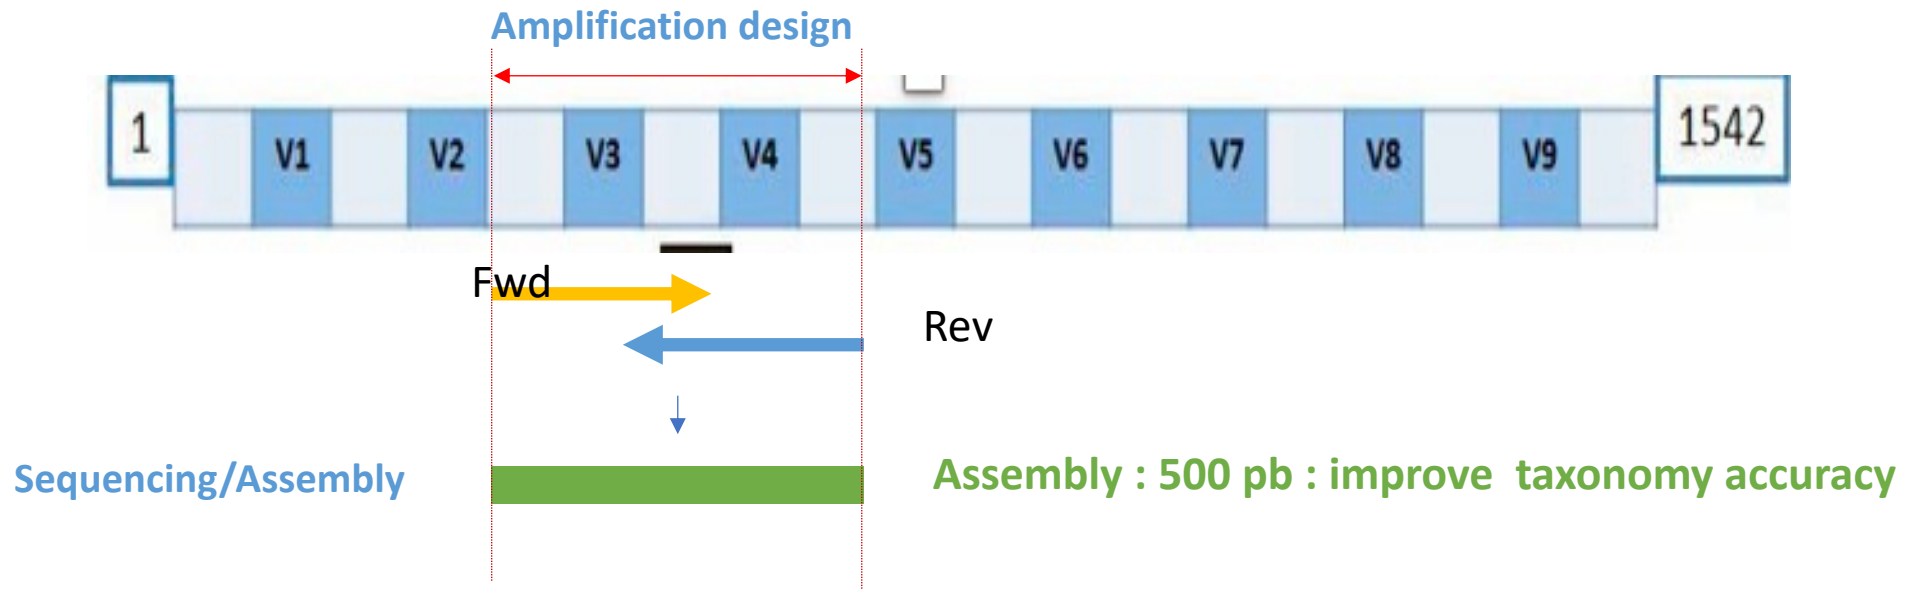 Amplification design
1 V1 V2 V3 V4 V5 V6 V7 V8 V9 1542
Fwd
Rev
Sequencing/Assembly
Assembly : 500 pb : improve taxonomy accuracy